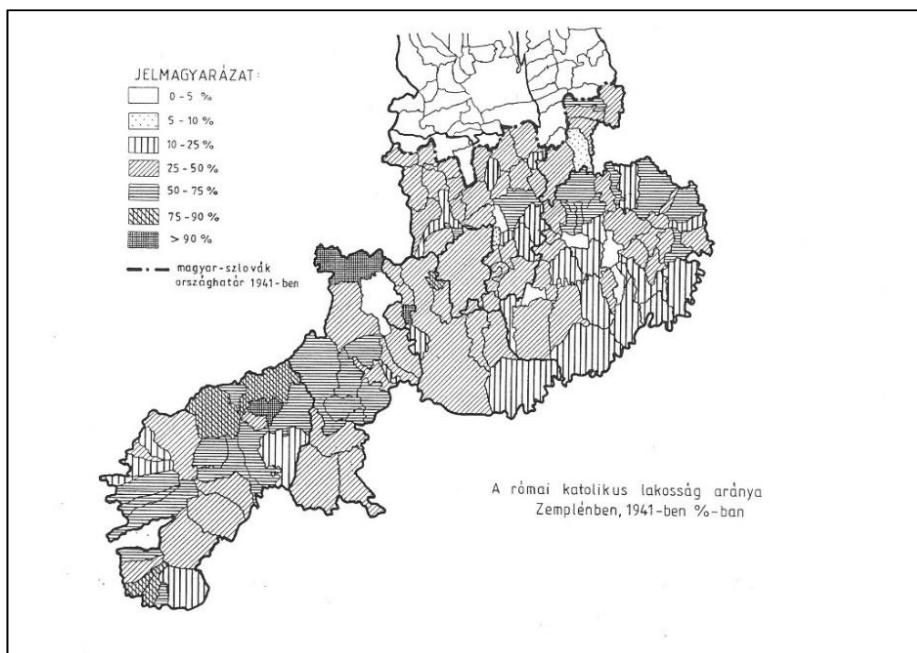 JELMAGYARÁZAT:
0-5 %
5-10 %
10-25 %
25-50 %
50-75 %
75-90 %
> 90 %
magyar-szlovák
országhatár 1941-ben
A római katolikus lakosság aránya
Zemplénben, 1941-ben %-ban